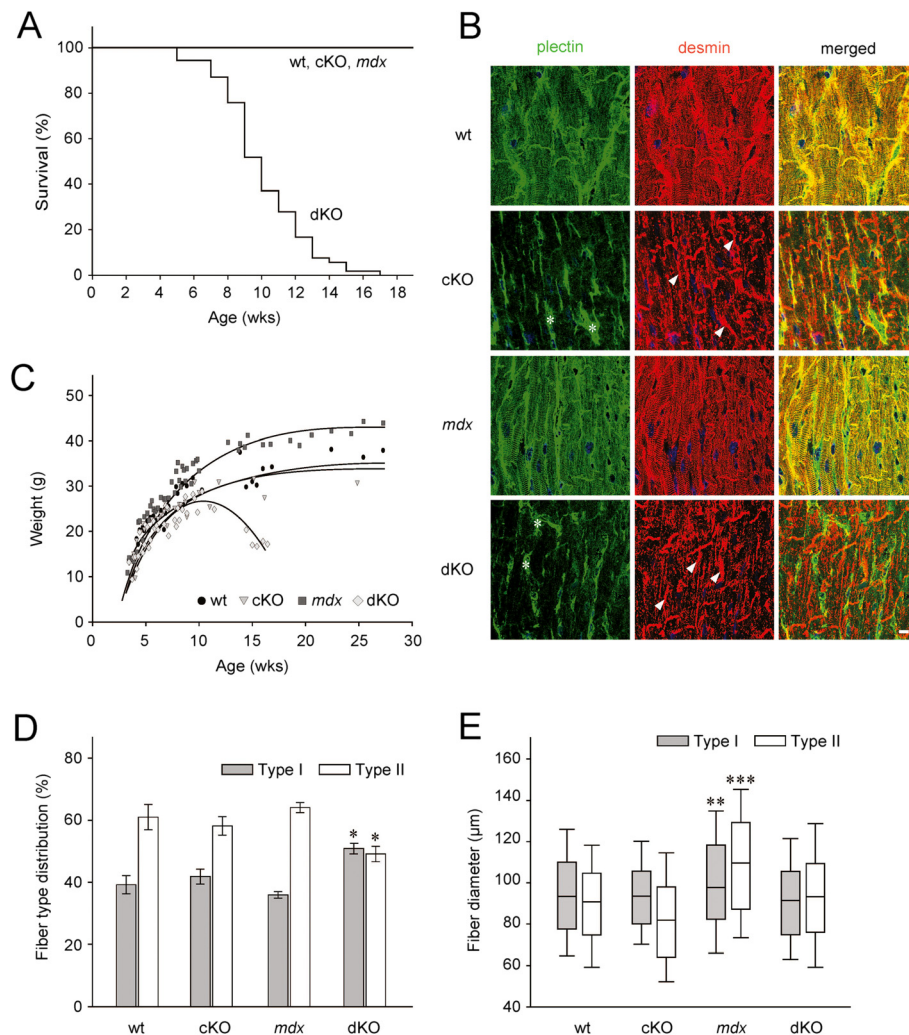 A
100
80
60
40
20
0
Survival (%)
wt, cKO, mdx
dKO
0 2 4 6 8 10 12 14 16 18
Age (wks)
B
plectin desmin merged
wt
cKO
* *
mdx
dKO
*
*
C
50
40
30
20
10
0
Weight (g)
wt cKO mdx dKO
0 5 10 15 20 25 30
Age (wks)
D
80
60
40
20
0
Fiber type distribution (%)
Type I Type II
* *
wt cKO mdx dKO
E
160
140
120
100
80
60
40
Fiber diameter (µm)
Type I Type II
** ***
wt cKO mdx dKO